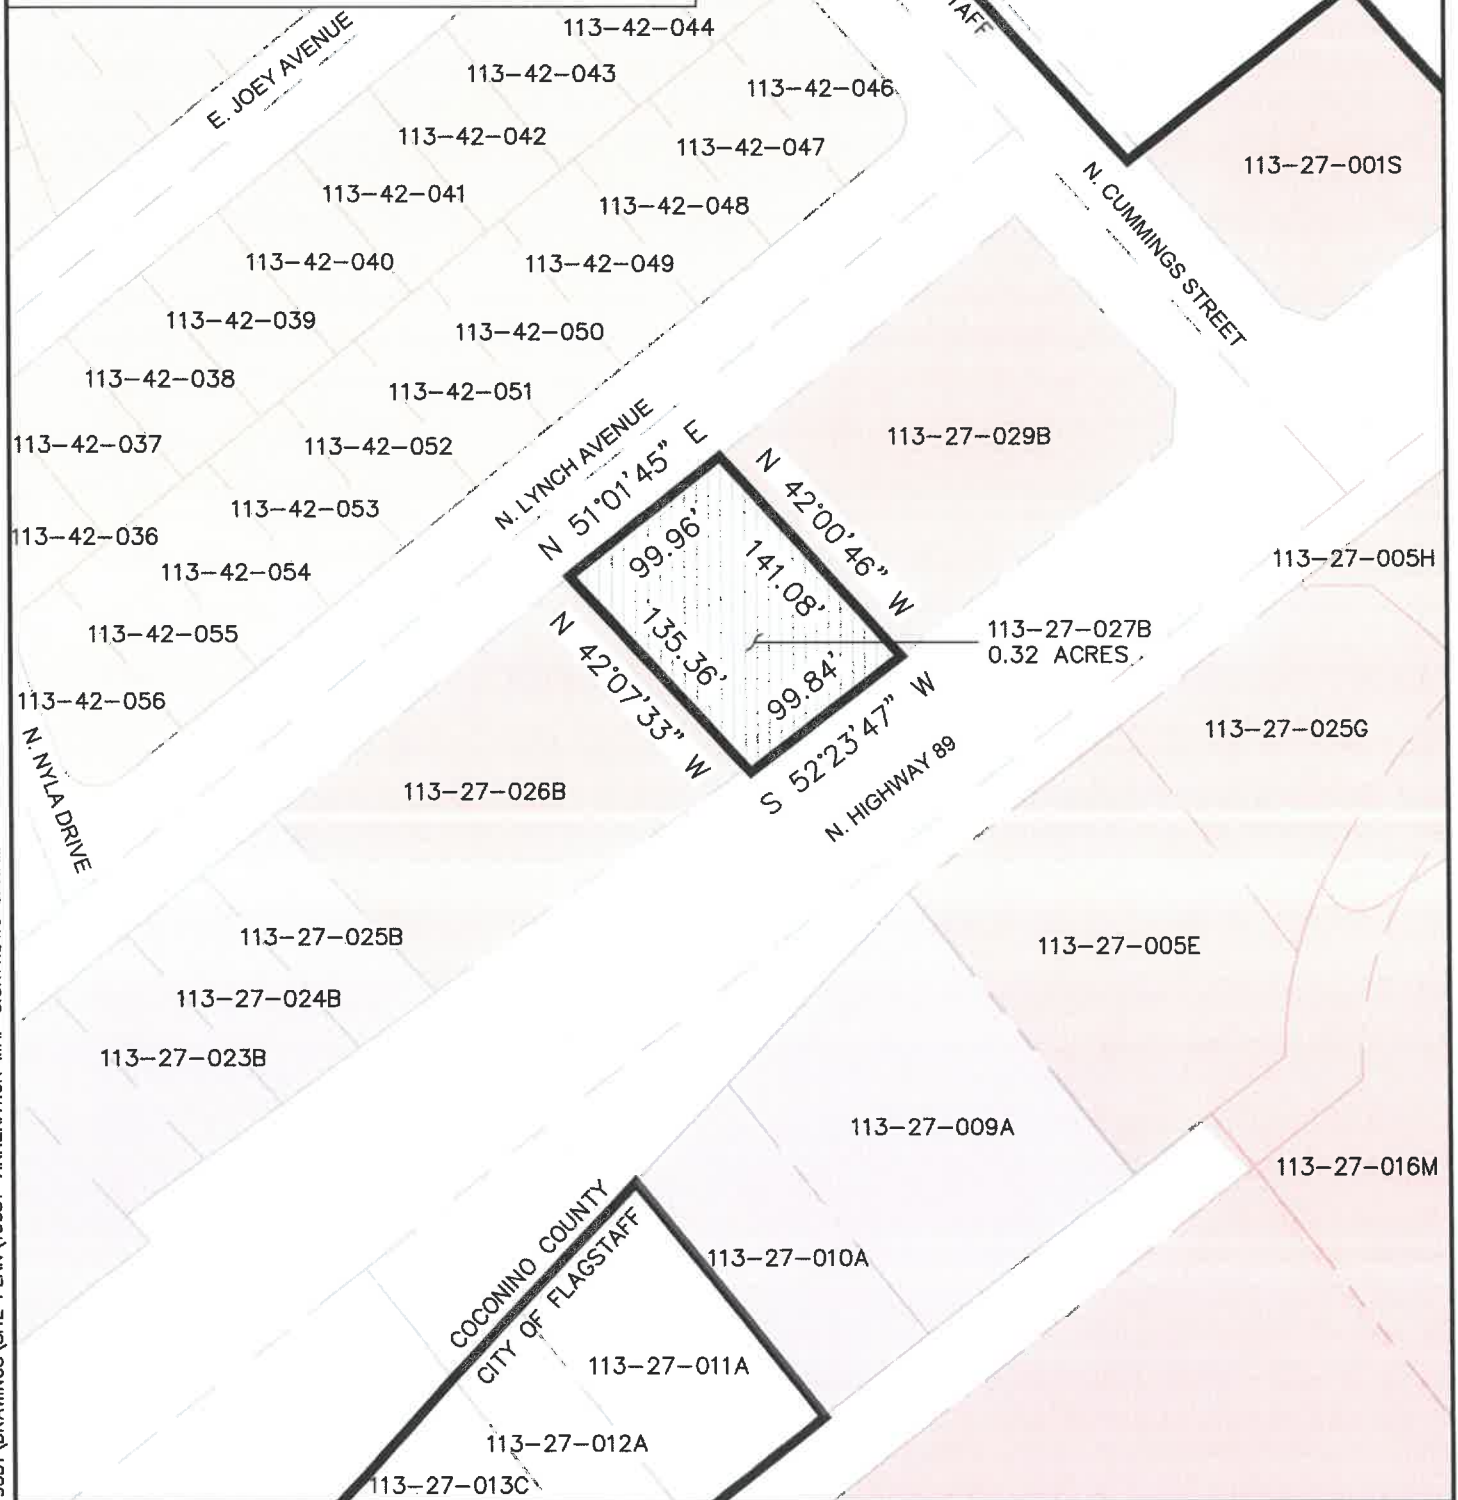 113-42-044
E. JOEY AVENUE
113-42-043
113-42-046
113-42-042
113-42-047
113-27-001S
113-42-041
113-42-048
N. CUMMINGS STREET
113-42-040
113-42-049
113-42-039
113-42-050
113-42-038
113-42-051
113-42-037
113-42-052
N. LYNCH AVENUE
113-27-029B
N 51°01'45" E
N 42°00'46" W
113-42-053
113-42-036
99.96'
141.08'
113-27-005H
113-42-054
113-42-055
135.36'
113-27-027B
0.32 ACRES
99.84'
N 42°07'33" W
S 52°23'47" W
113-42-056
N. NYLA DRIVE
113-27-025G
N. HIGHWAY 89
113-27-026B
113-27-025B
113-27-005E
113-27-024B
113-27-023B
113-27-009A
113-27-016M
COCONINO COUNTY
CITY OF FLAGSTAFF
113-27-010A
113-27-011A
113-27-012A
113-27-013C